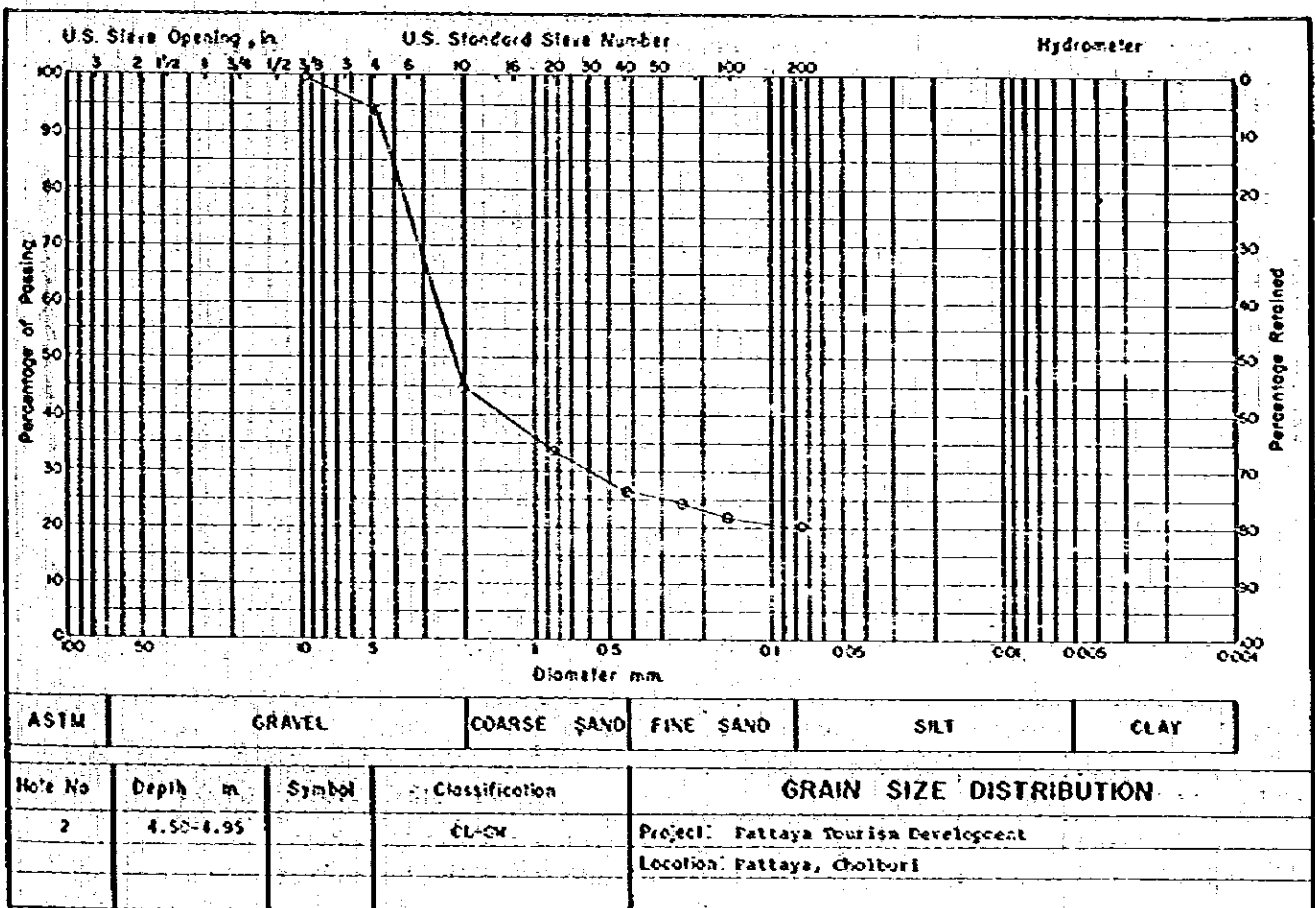 U.S. Sieve Opening, in. U.S. Standard Sieve Number Hydrometer
3 2 1 1/2 1 3/4 1/2 3/8 3 4 6 10 16 20 30 40 50 100 200
100 0
90 10
80 20
70 30
60 40
50 50
40 60
30 70
20 80
10 90
0 100
Percentage of Passing
Percentage Retained
100 50 10 5 1 0.5 0.1 0.05 0.01 0.005
Diameter mm.
ASTM GRAVEL COARSE SAND FINE SAND SILT CLAY
Hole No Depth m. Symbol Classification GRAIN SIZE DISTRIBUTION
2 4.50-4.95 Project: Pattaya Tourism Development
Location: Pattaya, Cholburi